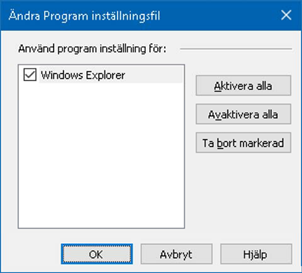 Ändra Program inställningsfil
Använd program inställning för:
Windows Explorer
Aktivera alla
Avaktivera alla
Ta bort markerad
OK
Avbryt
Hjälp